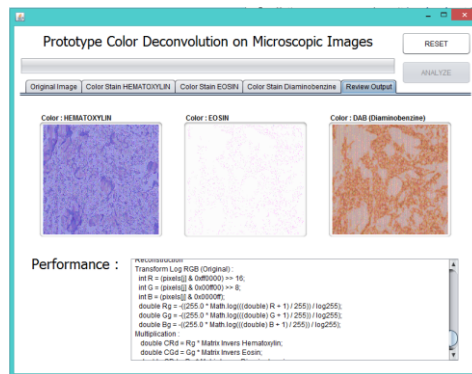 Prototype Color Deconvolution on Microscopic Images
RESET
ANALYZE
Original Image
Color Stain HEMATOXYLIN
Color Stain EOSIN
Color Stain Diaminobenzine
Review Output
Color : HEMATOXYLIN
Color : EOSIN
Color : DAB (Diaminobenzine)
Performance :
Reconstruction
Transform Log RGB (Original) :
int R = (pixels[j] & 0xff0000) >> 16;
int G = (pixels[j] & 0x00ff00) >> 8;
int B = (pixels[j] & 0x0000ff);
double Rg = -((255.0 * Math.log(((double) R + 1) / 255)) / log255);
double Gg = -((255.0 * Math.log(((double) G + 1) / 255)) / log255);
double Bg = -((255.0 * Math.log(((double) B + 1) / 255)) / log255);
Multiplication :
double CRd = Rg * Matrix Invers Hematoxylin;
double CGd = Gg * Matrix Invers Eosin;